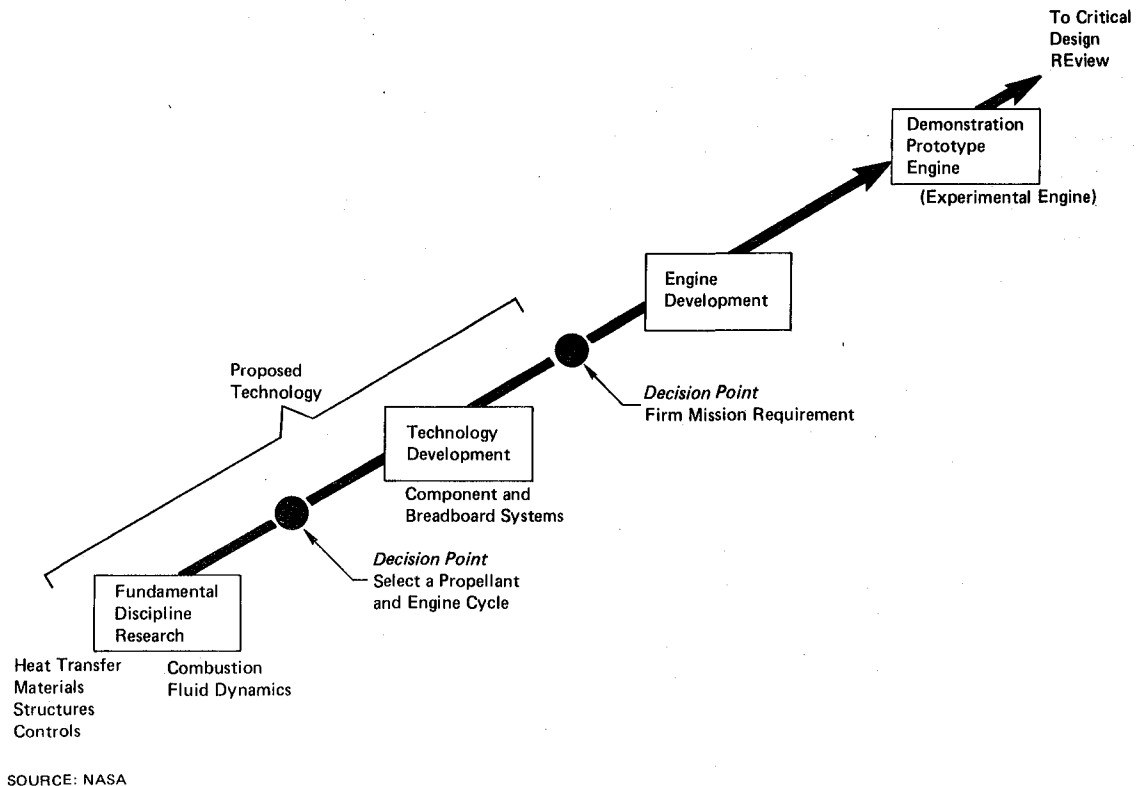 To Critical
Design
REview
Demonstration
Prototype
Engine
(Experimental Engine)
Engine
Development
Proposed
Technology
Decision Point
Firm Mission Requirement
Technology
Development
Component and
Breadboard Systems
Decision Point
Select a Propellant
and Engine Cycle
Fundamental
Discipline
Research
Heat Transfer
Materials
Structures
Controls
Combustion
Fluid Dynamics
SOURCE: NASA